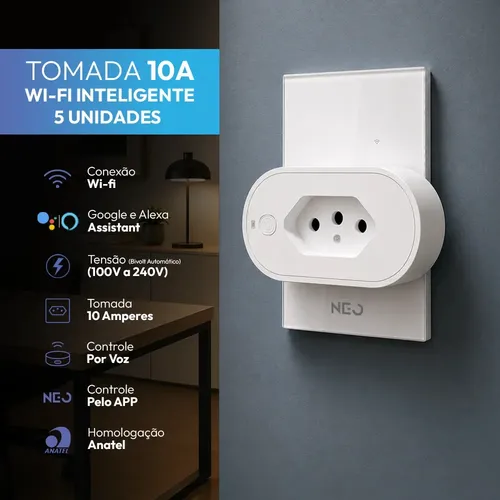 TOMADA 10A
WI-FI INTELIGENTE
5 UNIDADES
Conexão
Wi-fi
Google e Alexa
Assistant
Tensão (Bivolt Automático)
(100V a 240V)
Tomada
10 Amperes
Controle
Por Voz
NEO
Controle
Pelo APP
ANATEL
Homologação
Anatel
NEO